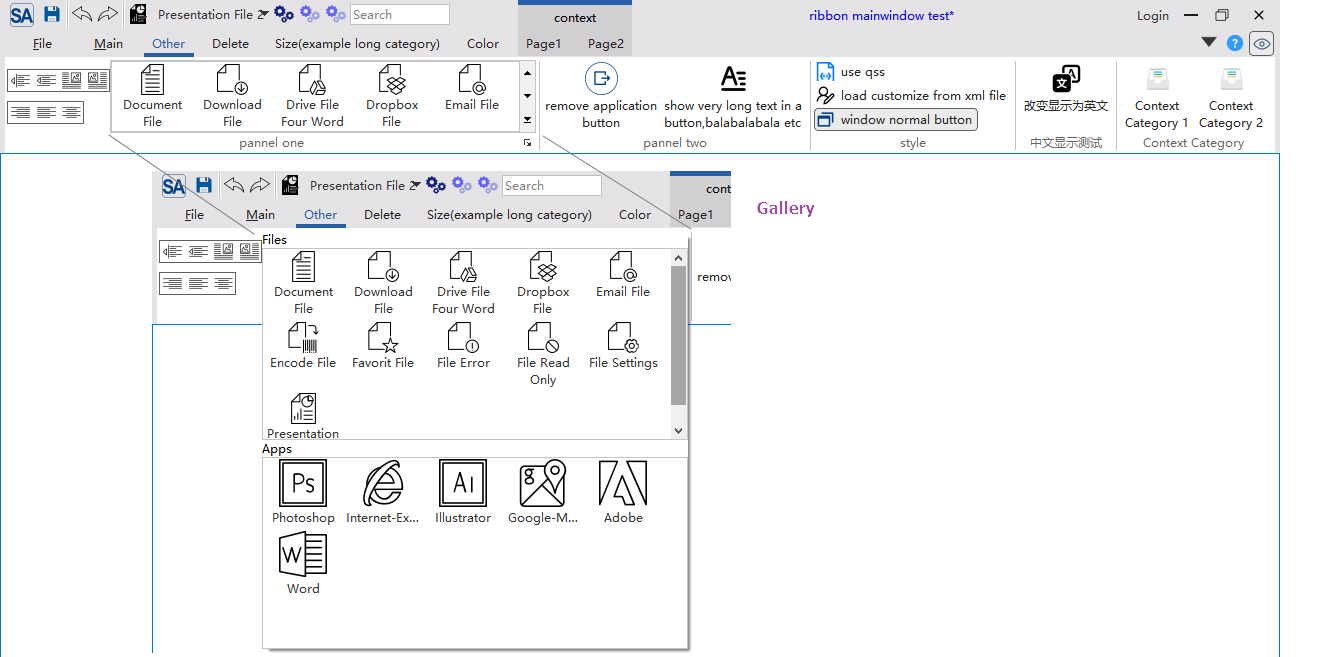 SA Presentation File 2 Search context ribbon mainwindow test* Login
File Main Other Delete Size(example long category) Color Page1 Page2
Document File
Download File
Drive File Four Word
Dropbox File
Email File
remove application button
show very long text in a button,balabalabala etc
use qss
load customize from xml file
window normal button
改变显示为英文
Context Category 1
Context Category 2
pannel one
pannel two
style
中文显示测试
Context Category
SA Presentation File 2 Search cont
File Main Other Delete Size(example long category) Color Page1
Gallery
remov
Files
Document File
Download File
Drive File Four Word
Dropbox File
Email File
Encode File
Favorit File
File Error
File Read Only
File Settings
Presentation
Apps
Ps
Photoshop
Internet-Ex...
Ai
Illustrator
g
Google-M...
Adobe
W
Word